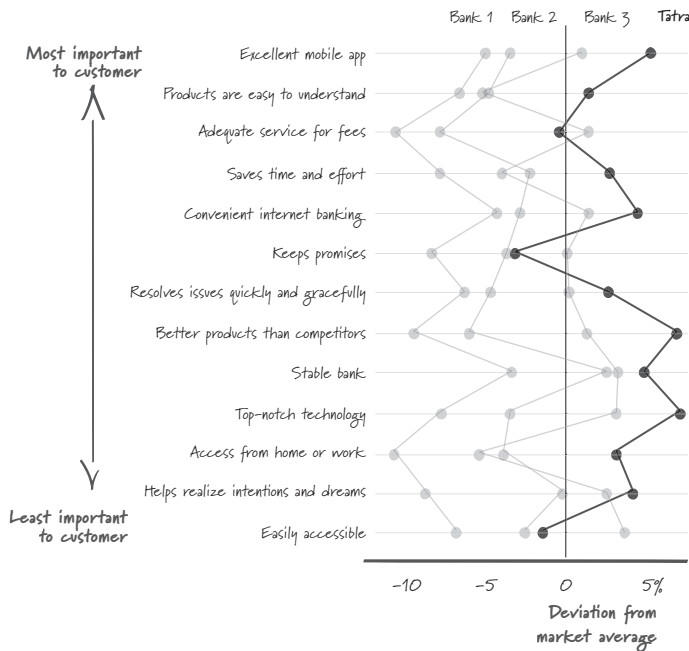 Bank 1 Bank 2 Bank 3 Tatra
Most important
to customer
Excellent mobile app
Products are easy to understand
Adequate service for fees
Saves time and effort
Convenient internet banking
Keeps promises
Resolves issues quickly and gracefully
Better products than competitors
Stable bank
Top-notch technology
Access from home or work
Helps realize intentions and dreams
Least important
to customer
Easily accessible
-10 -5 0 5%
Deviation from
market average